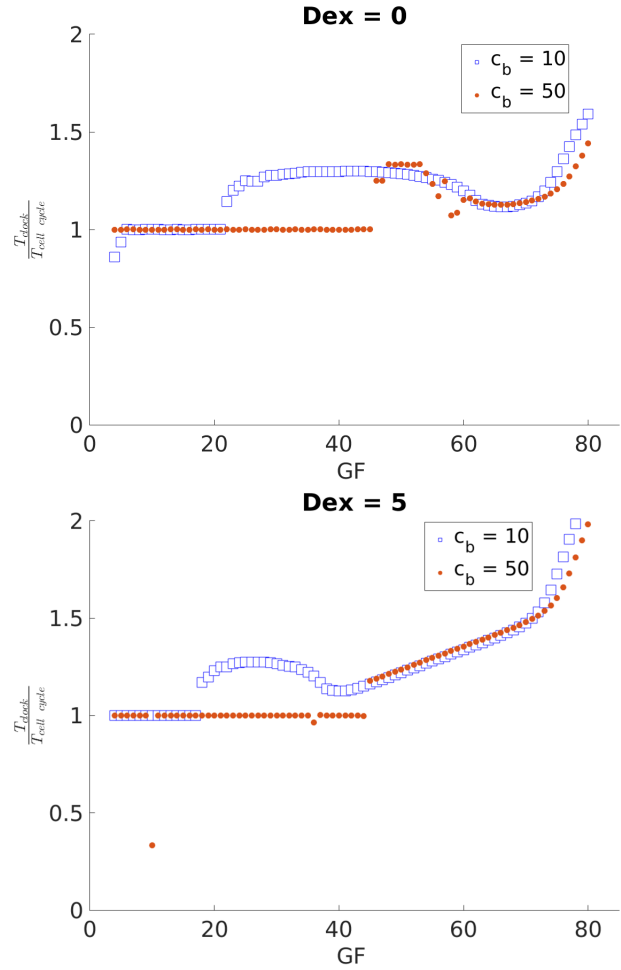 Dex = 0
2
c_b = 10
c_b = 50
1.5
T_clock
T_cell cycle
1
0.5
0
0 20 40 60 80
GF
Dex = 5
2
c_b = 10
c_b = 50
1.5
T_clock
T_cell cycle
1
0.5
0
0 20 40 60 80
GF